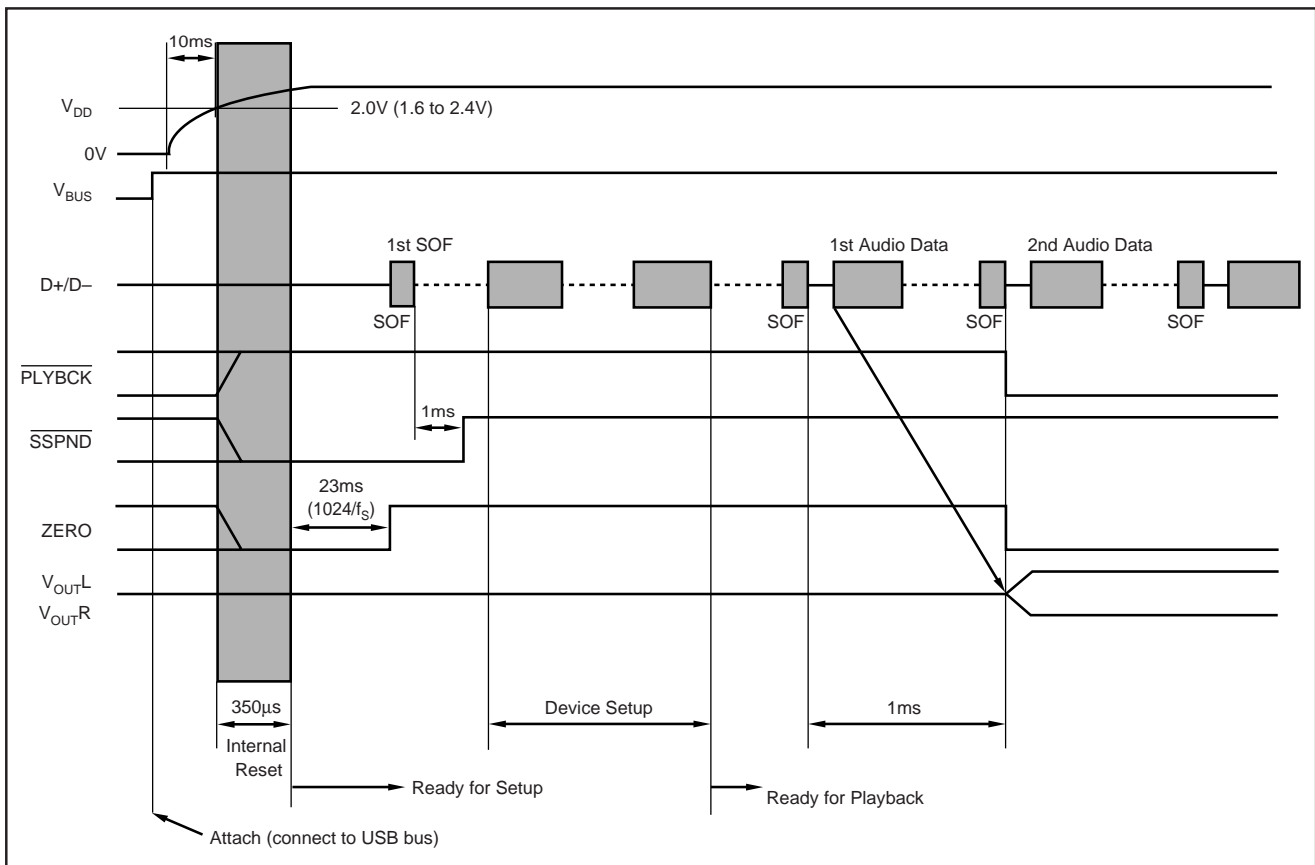 10ms
V_DD
2.0V (1.6 to 2.4V)
0V
V_BUS
1st SOF
1st Audio Data
2nd Audio Data
D+/D–
SOF
SOF
SOF
SOF
PLYBCK
1ms
SSPND
23ms
(1024/f_S)
ZERO
V_OUTL
V_OUTR
350µs
Device Setup
1ms
Internal
Reset
Ready for Setup
Ready for Playback
Attach (connect to USB bus)